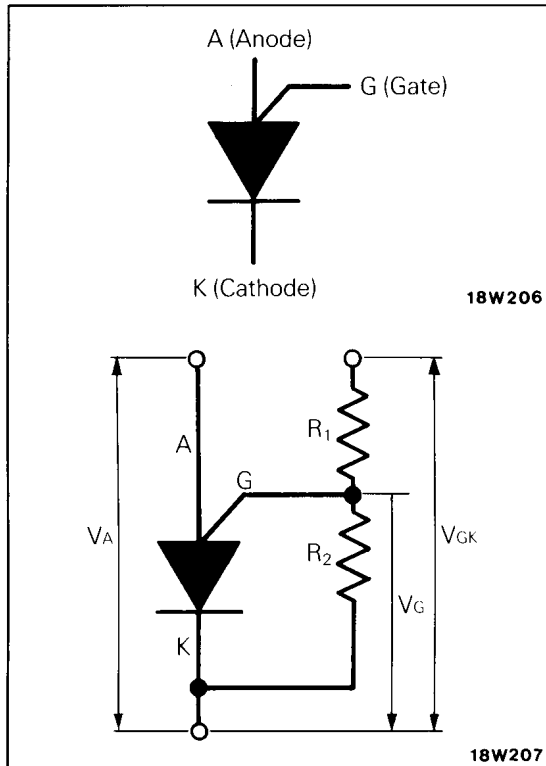 A (Anode)
G (Gate)
K (Cathode)
18W206
A
R₁
G
VA
R₂
VGK
VG
K
18W207